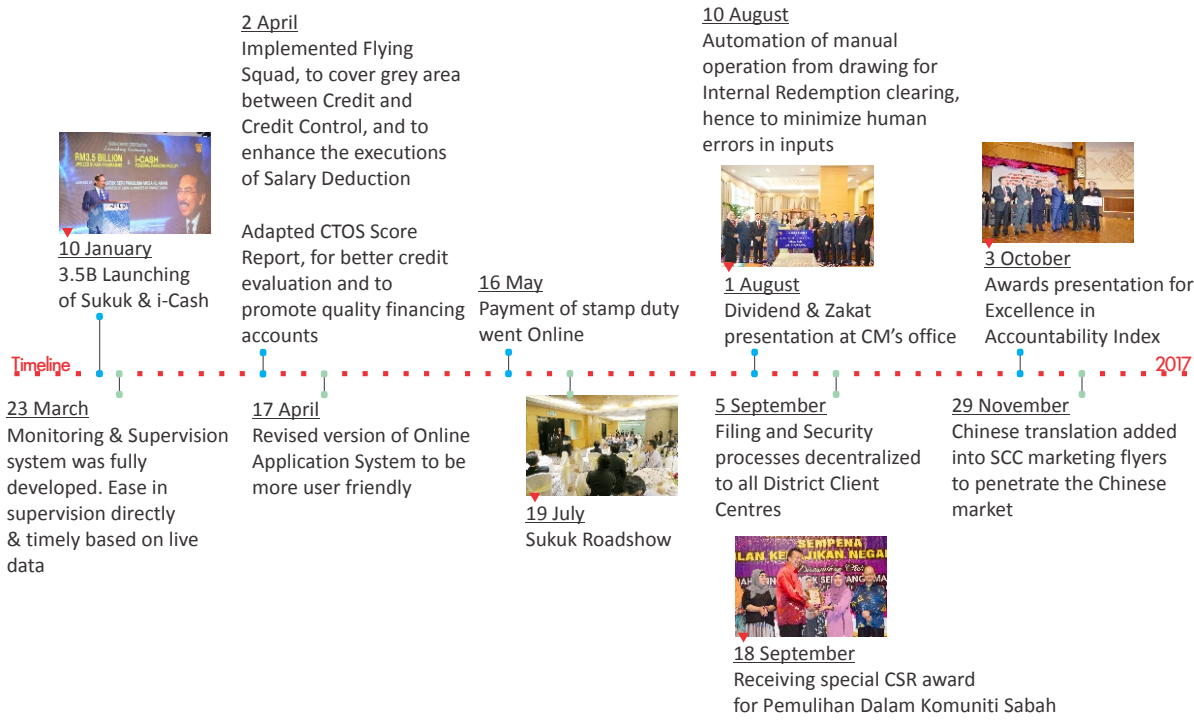 2 April
Implemented Flying
Squad, to cover grey area
between Credit and
Credit Control, and to
enhance the executions
of Salary Deduction
Adapted CTOS Score
Report, for better credit
evaluation and to
promote quality financing
accounts
10 August
Automation of manual
operation from drawing for
Internal Redemption clearing,
hence to minimize human
errors in inputs
RM3.5 BILLION
& i-CASH
10 January
3.5B Launching
of Sukuk & i-Cash
16 May
Payment of stamp duty
went Online
1 August
Dividend & Zakat
presentation at CM's office
3 October
Awards presentation for
Excellence in
Accountability Index
Timeline
2017
23 March
Monitoring & Supervision
system was fully
developed. Ease in
supervision directly
& timely based on live
data
17 April
Revised version of Online
Application System to be
more user friendly
19 July
Sukuk Roadshow
5 September
Filing and Security
processes decentralized
to all District Client
Centres
29 November
Chinese translation added
into SCC marketing flyers
to penetrate the Chinese
market
SEMPENA
18 September
Receiving special CSR award
for Pemulihan Dalam Komuniti Sabah